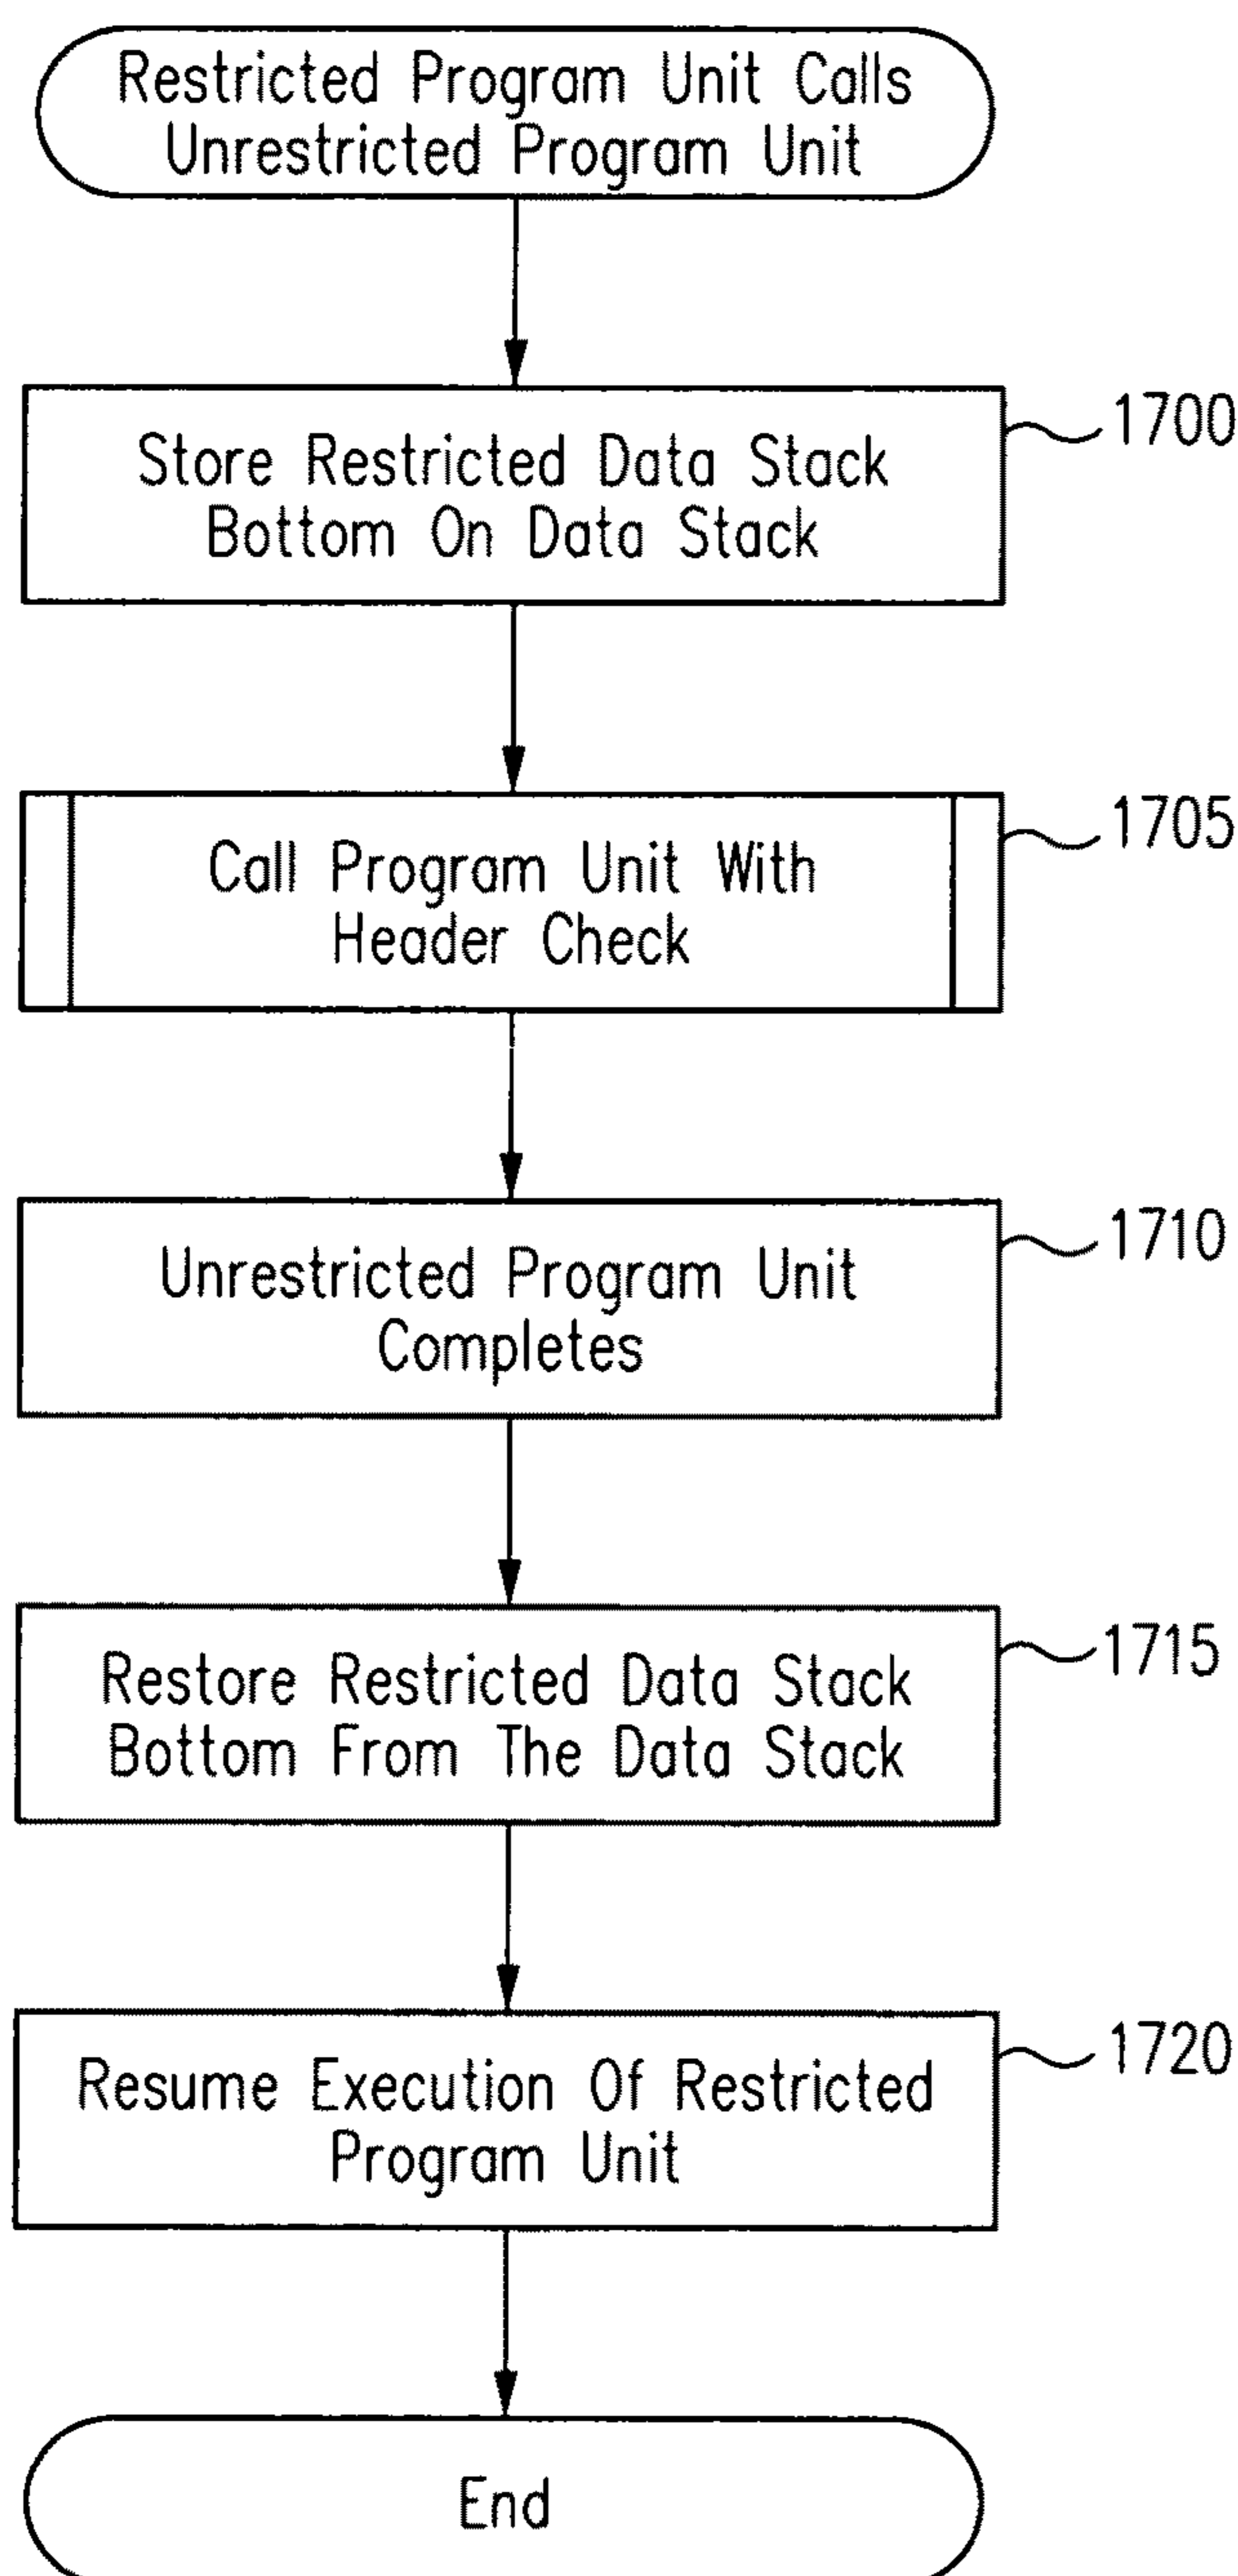 Restricted Program Unit Calls
Unrestricted Program Unit
1700
Store Restricted Data Stack
Bottom On Data Stack
1705
Call Program Unit With
Header Check
1710
Unrestricted Program Unit
Completes
1715
Restore Restricted Data Stack
Bottom From The Data Stack
1720
Resume Execution Of Restricted
Program Unit
End